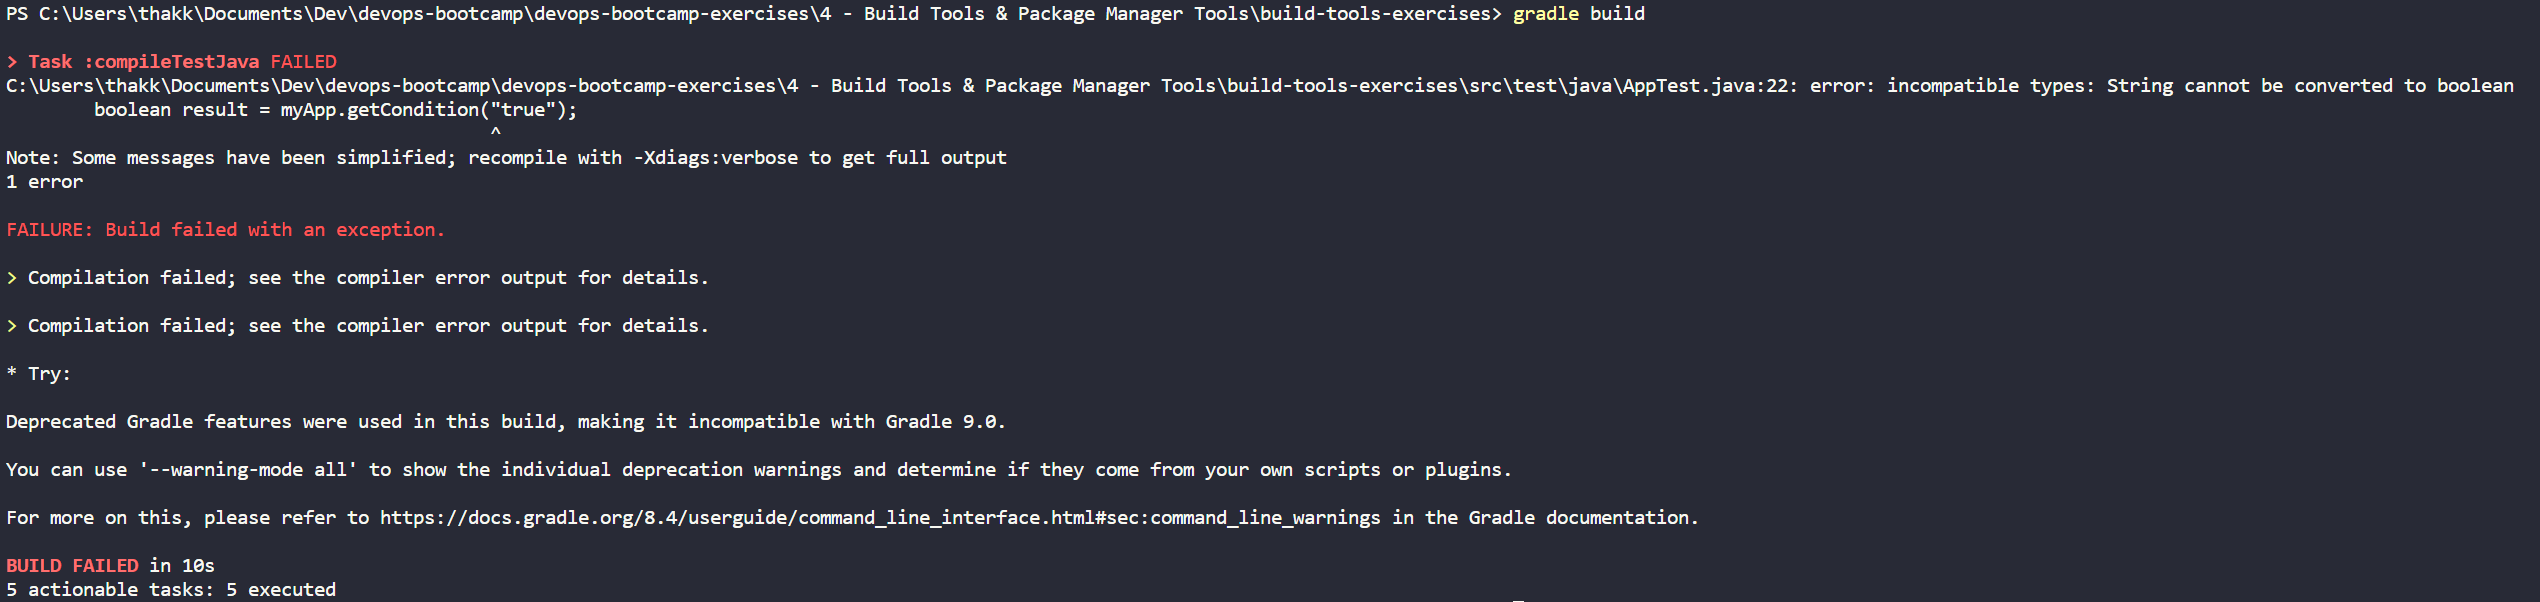 PS C:\Users\thakk\Documents\Dev\devops-bootcamp\devops-bootcamp-exercises\4 - Build Tools & Package Manager Tools\build-tools-exercises> gradle build
> Task :compileTestJava FAILED
C:\Users\thakk\Documents\Dev\devops-bootcamp\devops-bootcamp-exercises\4 - Build Tools & Package Manager Tools\build-tools-exercises\src\test\java\AppTest.java:22: error: incompatible types: String cannot be converted to boolean
        boolean result = myApp.getCondition("true");
                                            ^
Note: Some messages have been simplified; recompile with -Xdiags:verbose to get full output
1 error
FAILURE: Build failed with an exception.
> Compilation failed; see the compiler error output for details.
> Compilation failed; see the compiler error output for details.
* Try:
Deprecated Gradle features were used in this build, making it incompatible with Gradle 9.0.
You can use '--warning-mode all' to show the individual deprecation warnings and determine if they come from your own scripts or plugins.
For more on this, please refer to https://docs.gradle.org/8.4/userguide/command_line_interface.html#sec:command_line_warnings in the Gradle documentation.
BUILD FAILED in 10s
5 actionable tasks: 5 executed